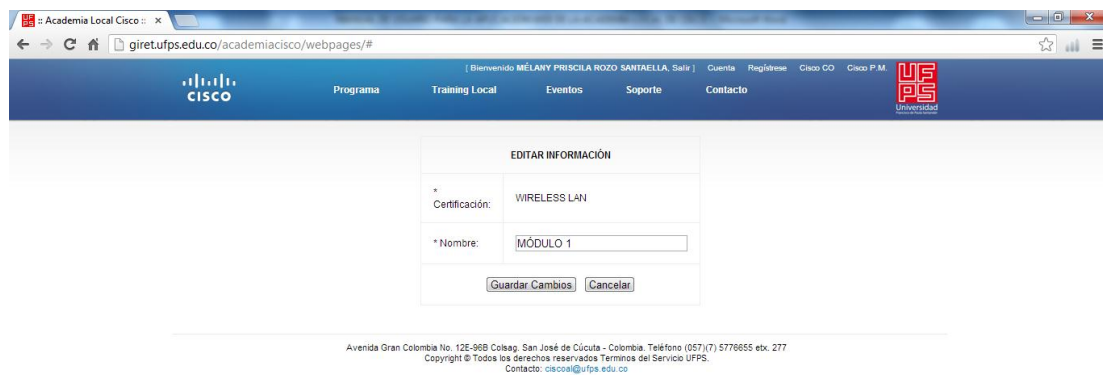 :: Academia Local Cisco ::
giret.ufps.edu.co/academiacisco/webpages/#
[ Bienvenido MÉLANY PRISCILA ROZO SANTAELLA, Salir ] Cuenta Regístrese Cisco CO Cisco P.M.
CISCO
Programa Training Local Eventos Soporte Contacto
UFPS
Universidad
EDITAR INFORMACIÓN
* Certificación: WIRELESS LAN
* Nombre: MÓDULO 1
Guardar Cambios Cancelar
Avenida Gran Colombia No. 12E-96B Colsag. San José de Cúcuta - Colombia. Teléfono (057)(7) 5776655 etx. 277
Copyright © Todos los derechos reservados Terminos del Servicio UFPS.
Contacto: ciscoal@ufps.edu.co